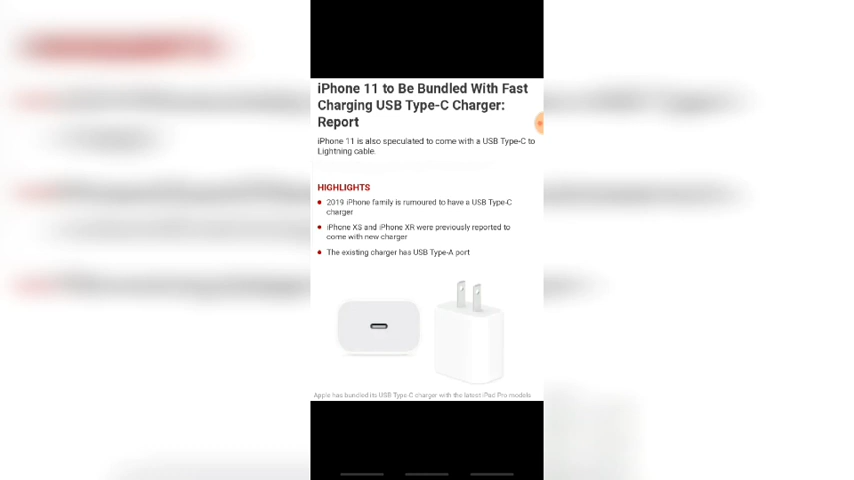 iPhone 11 to Be Bundled With Fast
Charging USB Type-C Charger:
Report
iPhone 11 is also speculated to come with a USB Type-C to
Lightning cable.
HIGHLIGHTS
2019 iPhone family is rumoured to have a USB Type-C
charger
iPhone XS and iPhone XR were previously reported to
come with new charger
The existing charger has USB Type-A port
Apple has bundled its USB Type-C charger with the latest iPad Pro models